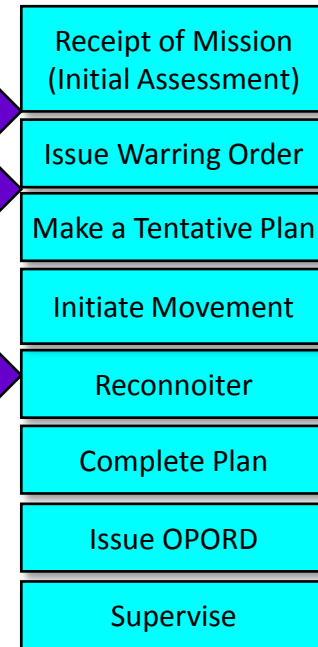 Receipt of Mission
(Initial Assessment)
Issue Warring Order
Make a Tentative Plan
Initiate Movement
Reconnoiter
Complete Plan
Issue OPORD
Supervise